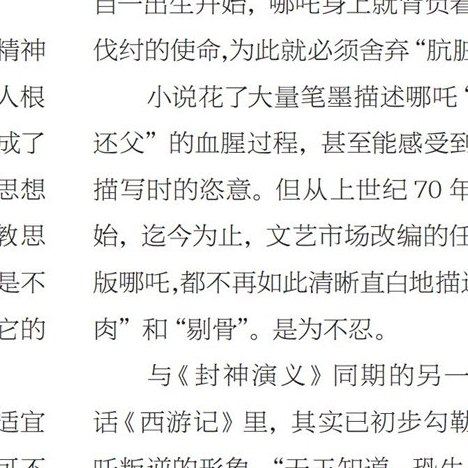 精神
人根
成了
思想
教思
是不
它的
适宜
自一出生开始，哪吒身上就背负着
伐纣的使命,为此就必须舍弃“肮脏
小说花了大量笔墨描述哪吒“
还父”的血腥过程，甚至能感受到
描写时的恣意。但从上世纪 70 年
始，迄今为止，文艺市场改编的任
版哪吒,都不再如此清晰直白地描述
肉”和“剔骨”。是为不忍。
与《封神演义》同期的另一
话《西游记》里，其实已初步勾勒